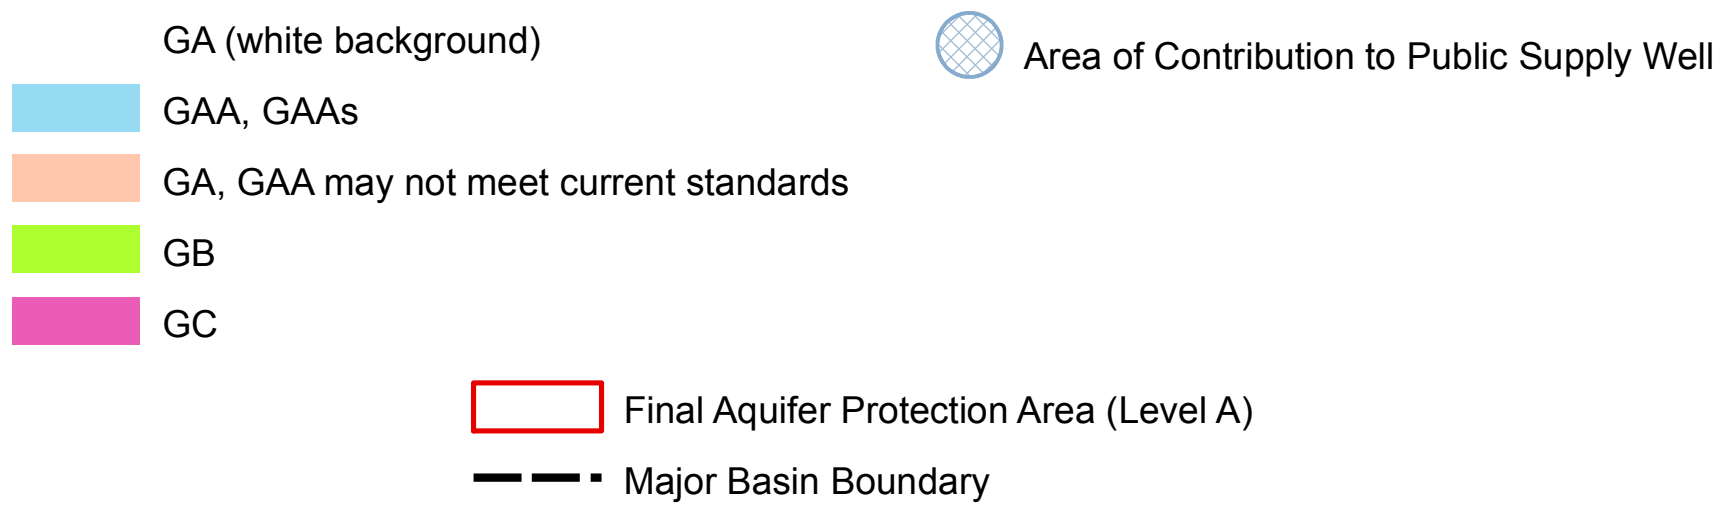 GA (white background)
Area of Contribution to Public Supply Well
GAA, GAAs
GA, GAA may not meet current standards
GB
GC
Final Aquifer Protection Area (Level A)
Major Basin Boundary